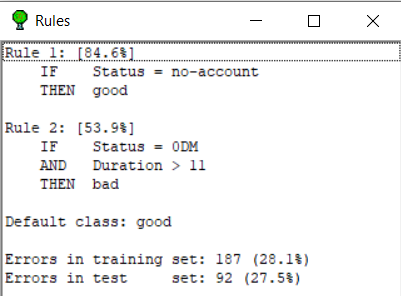 Rules
Rule 1: [84.6%]
IF Status = no-account
THEN good
Rule 2: [53.9%]
IF Status = 0DM
AND Duration > 11
THEN bad
Default class: good
Errors in training set: 187 (28.1%)
Errors in test set: 92 (27.5%)